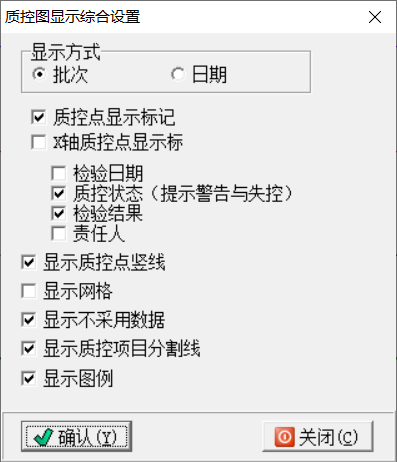 质控图显示综合设置
显示方式
批次 日期
质控点显示标记
X轴质控点显示标
检验日期
质控状态（提示警告与失控）
检验结果
责任人
显示质控点竖线
显示网格
显示不采用数据
显示质控项目分割线
显示图例
确认(Y) 关闭(C)